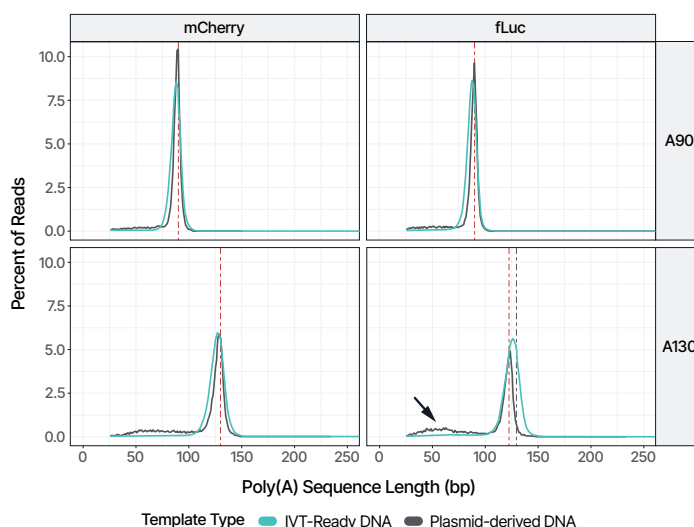 mCherry
fLuc
Percent of Reads
10.0
7.5
5.0
2.5
0.0
A90
10.0
7.5
5.0
2.5
0.0
A130
0 50 100 150 200 250
0 50 100 150 200 250
Poly(A) Sequence Length (bp)
Template Type IVT-Ready DNA Plasmid-derived DNA